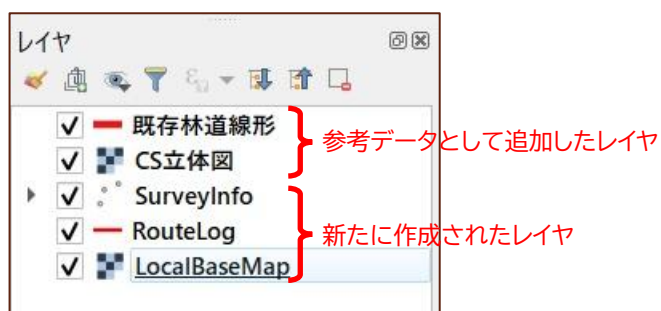 レイヤ
既存林道線形
CS立体図
参考データとして追加したレイヤ
SurveyInfo
RouteLog
新たに作成されたレイヤ
LocalBaseMap